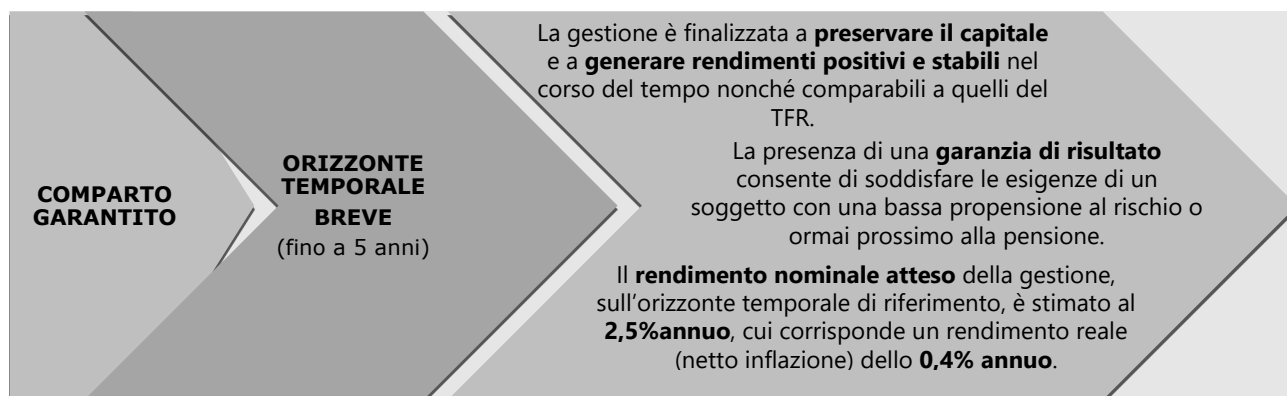 COMPARTO
GARANTITO
ORIZZONTE
TEMPORALE
BREVE
(fino a 5 anni)
La gestione è finalizzata a preservare il capitale
e a generare rendimenti positivi e stabili nel
corso del tempo nonché comparabili a quelli del
TFR.
La presenza di una garanzia di risultato
consente di soddisfare le esigenze di un
soggetto con una bassa propensione al rischio o
ormai prossimo alla pensione.
Il rendimento nominale atteso della gestione,
sull'orizzonte temporale di riferimento, è stimato al
2,5%annuo, cui corrisponde un rendimento reale
(netto inflazione) dello 0,4% annuo.